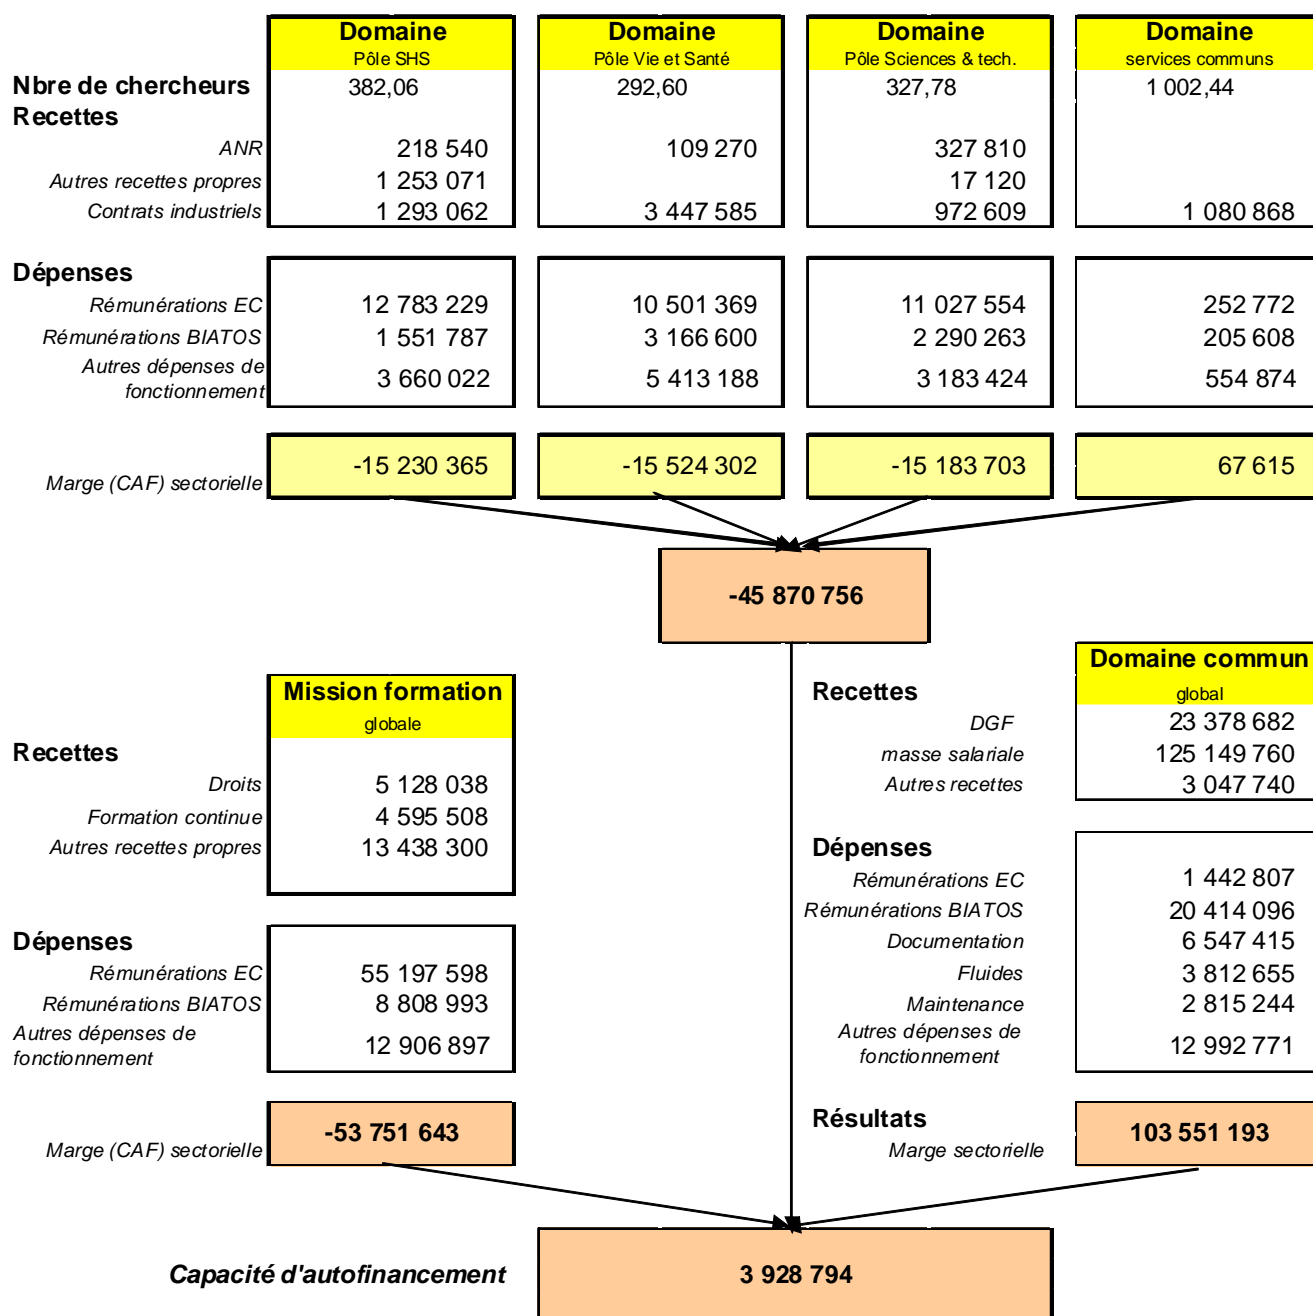 Domaine Domaine Domaine Domaine
Pôle SHS Pôle Vie et Santé Pôle Sciences & tech. services communs
Nbre de chercheurs 382,06 292,60 327,78 1 002,44
Recettes
ANR 218 540 109 270 327 810
Autres recettes propres 1 253 071 17 120
Contrats industriels 1 293 062 3 447 585 972 609 1 080 868
Dépenses
Rémunérations EC 12 783 229 10 501 369 11 027 554 252 772
Rémunérations BIATOS 1 551 787 3 166 600 2 290 263 205 608
Autres dépenses de
fonctionnement 3 660 022 5 413 188 3 183 424 554 874
Marge (CAF) sectorielle -15 230 365 -15 524 302 -15 183 703 67 615
-45 870 756
Mission formation
globale
Recettes
Droits 5 128 038
Formation continue 4 595 508
Autres recettes propres 13 438 300
Dépenses
Rémunérations EC 55 197 598
Rémunérations BIATOS 8 808 993
Autres dépenses de
fonctionnement 12 906 897
Marge (CAF) sectorielle -53 751 643
Domaine commun
Recettes global
DGF 23 378 682
masse salariale 125 149 760
Autres recettes 3 047 740
Dépenses
Rémunérations EC 1 442 807
Rémunérations BIATOS 20 414 096
Documentation 6 547 415
Fluides 3 812 655
Maintenance 2 815 244
Autres dépenses de
fonctionnement 12 992 771
Résultats
Marge sectorielle 103 551 193
Capacité d'autofinancement 3 928 794